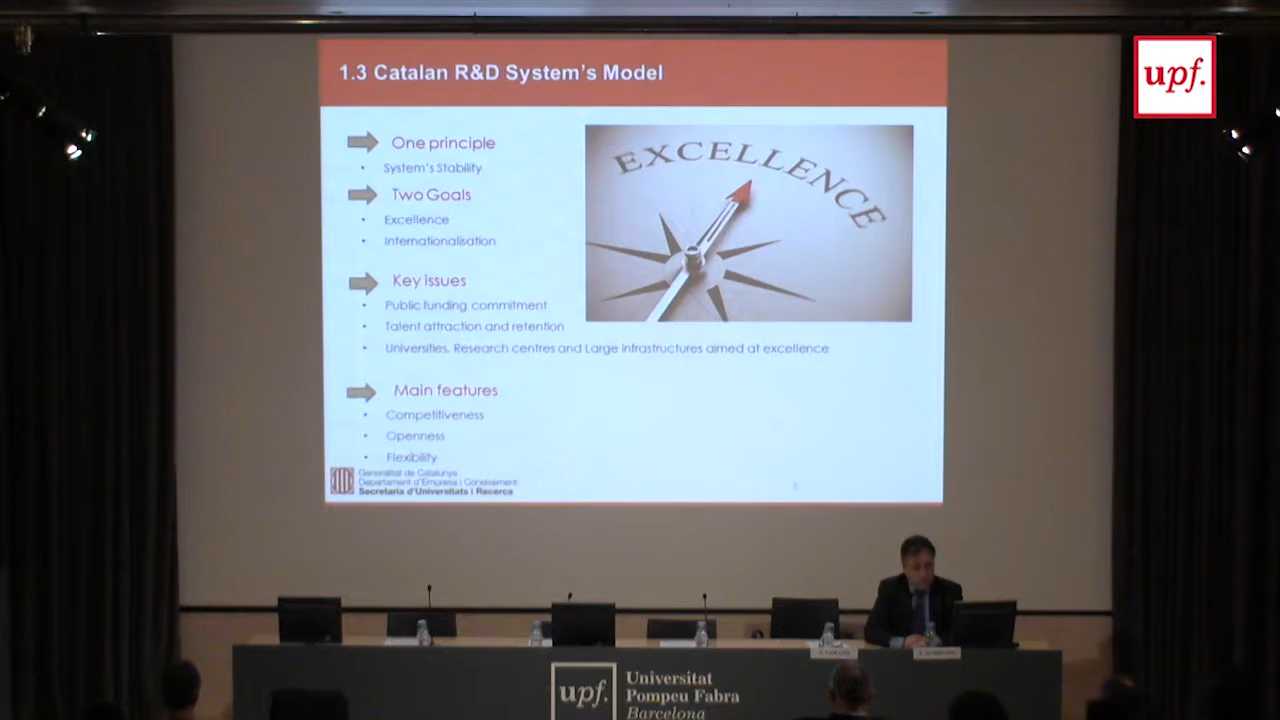 1.3 Catalan R&D System's Model
upf.
One principle
• System's Stability
Two Goals
• Excellence
• Internationalisation
EXCELLENCE
Key issues
• Public funding commitment
• Talent attraction and retention
• Universities, Research centres and Large infrastructures aimed at excellence
Main features
• Competitiveness
• Openness
• Flexibility
Generalitat de Catalunya
Departament d'Empresa i Coneixement
Secretaria d'Universitats i Recerca
upf.
Universitat
Pompeu Fabra
Barcelona